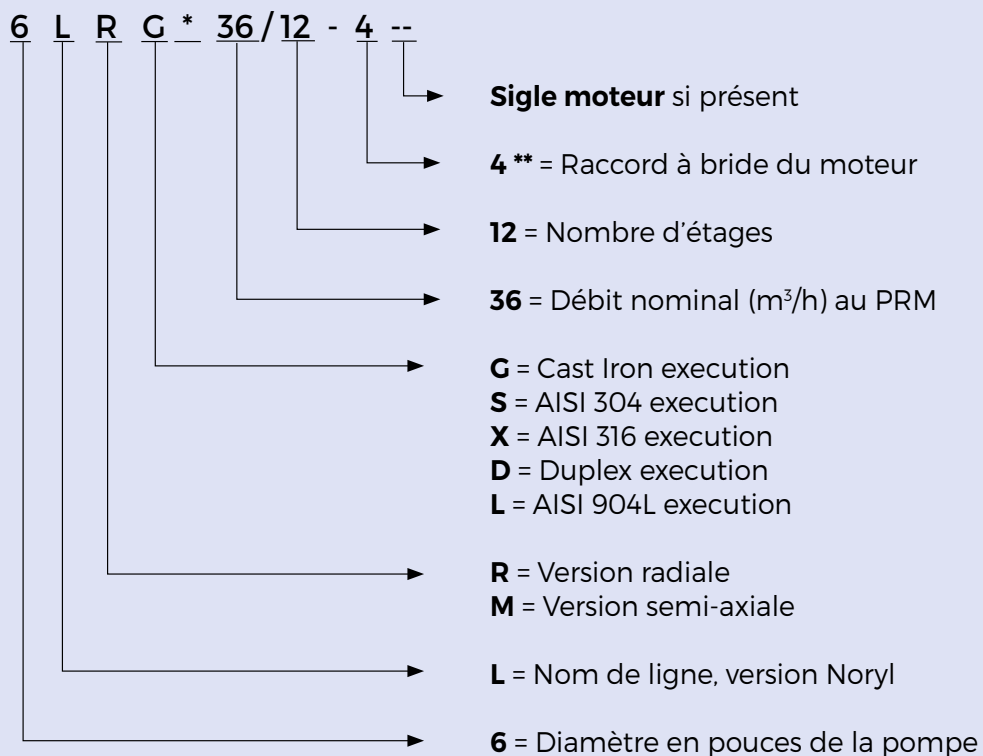 6 L R G * 36/12 - 4 --
Sigle moteur si présent
4 ** = Raccord à bride du moteur
12 = Nombre d'étages
36 = Débit nominal (m³/h) au PRM
G = Cast Iron execution
S = AISI 304 execution
X = AISI 316 execution
D = Duplex execution
L = AISI 904L execution
R = Version radiale
M = Version semi-axiale
L = Nom de ligne, version Noryl
6 = Diamètre en pouces de la pompe